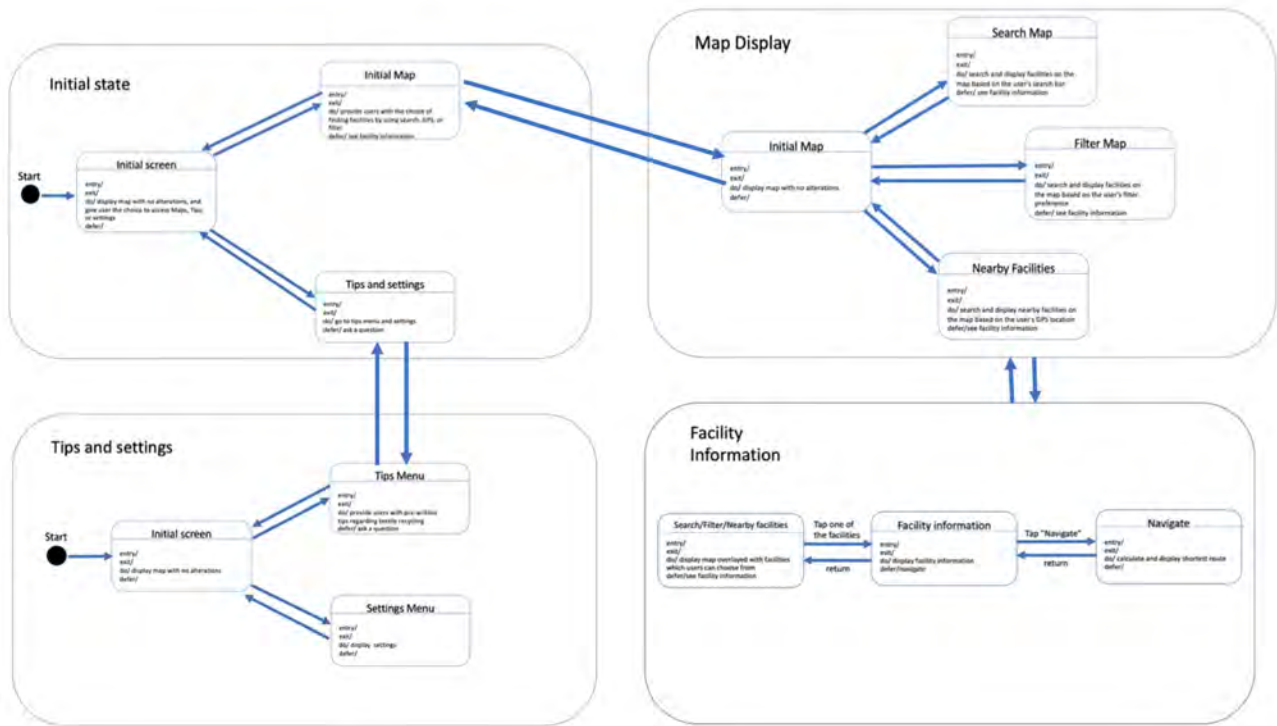 Initial state
Initial Map
entry/
exit/
do/ provide users with the choice of
finding facilities by using search, GPS, or
filter
defer/ see facility information
Start
Initial screen
entry/
exit/
do/ display map with no alterations, and
give user the choice to access Maps, Tips,
or settings
defer/
Tips and settings
entry/
exit/
do/ go to tips menu and settings
defer/ ask a question
Map Display
Search Map
entry/
exit/
do/ search and display facilities on the
map based on the user's search bar
defer/ see facility information
Initial Map
entry/
exit/
do/ display map with no alterations
defer/
Filter Map
entry/
exit/
do/ search and display facilities on
the map based on the user's filter
preference
defer/ see facility information
Nearby Facilities
entry/
exit/
do/ search and display nearby facilities on
the map based on the user's GPS location
defer/see facility information
Tips and settings
Start
Initial screen
entry/
exit/
do/ display map with no alterations
defer/
Tips Menu
entry/
exit/
do/ provide users with pre-written
tips regarding recycling
defer/ ask a question
Settings Menu
entry/
exit/
do/ display settings
defer/
Facility
Information
Search/Filter/Nearby facilities
entry/
exit/
do/ display map overlayed with facilities
which users can choose from
defer/see facility information
Tap one of
the facilities
return
Facility information
entry/
exit/
do/ display facility information
defer/navigate
Tap "Navigate"
return
Navigate
entry/
exit/
do/ calculate and display shortest route
defer/